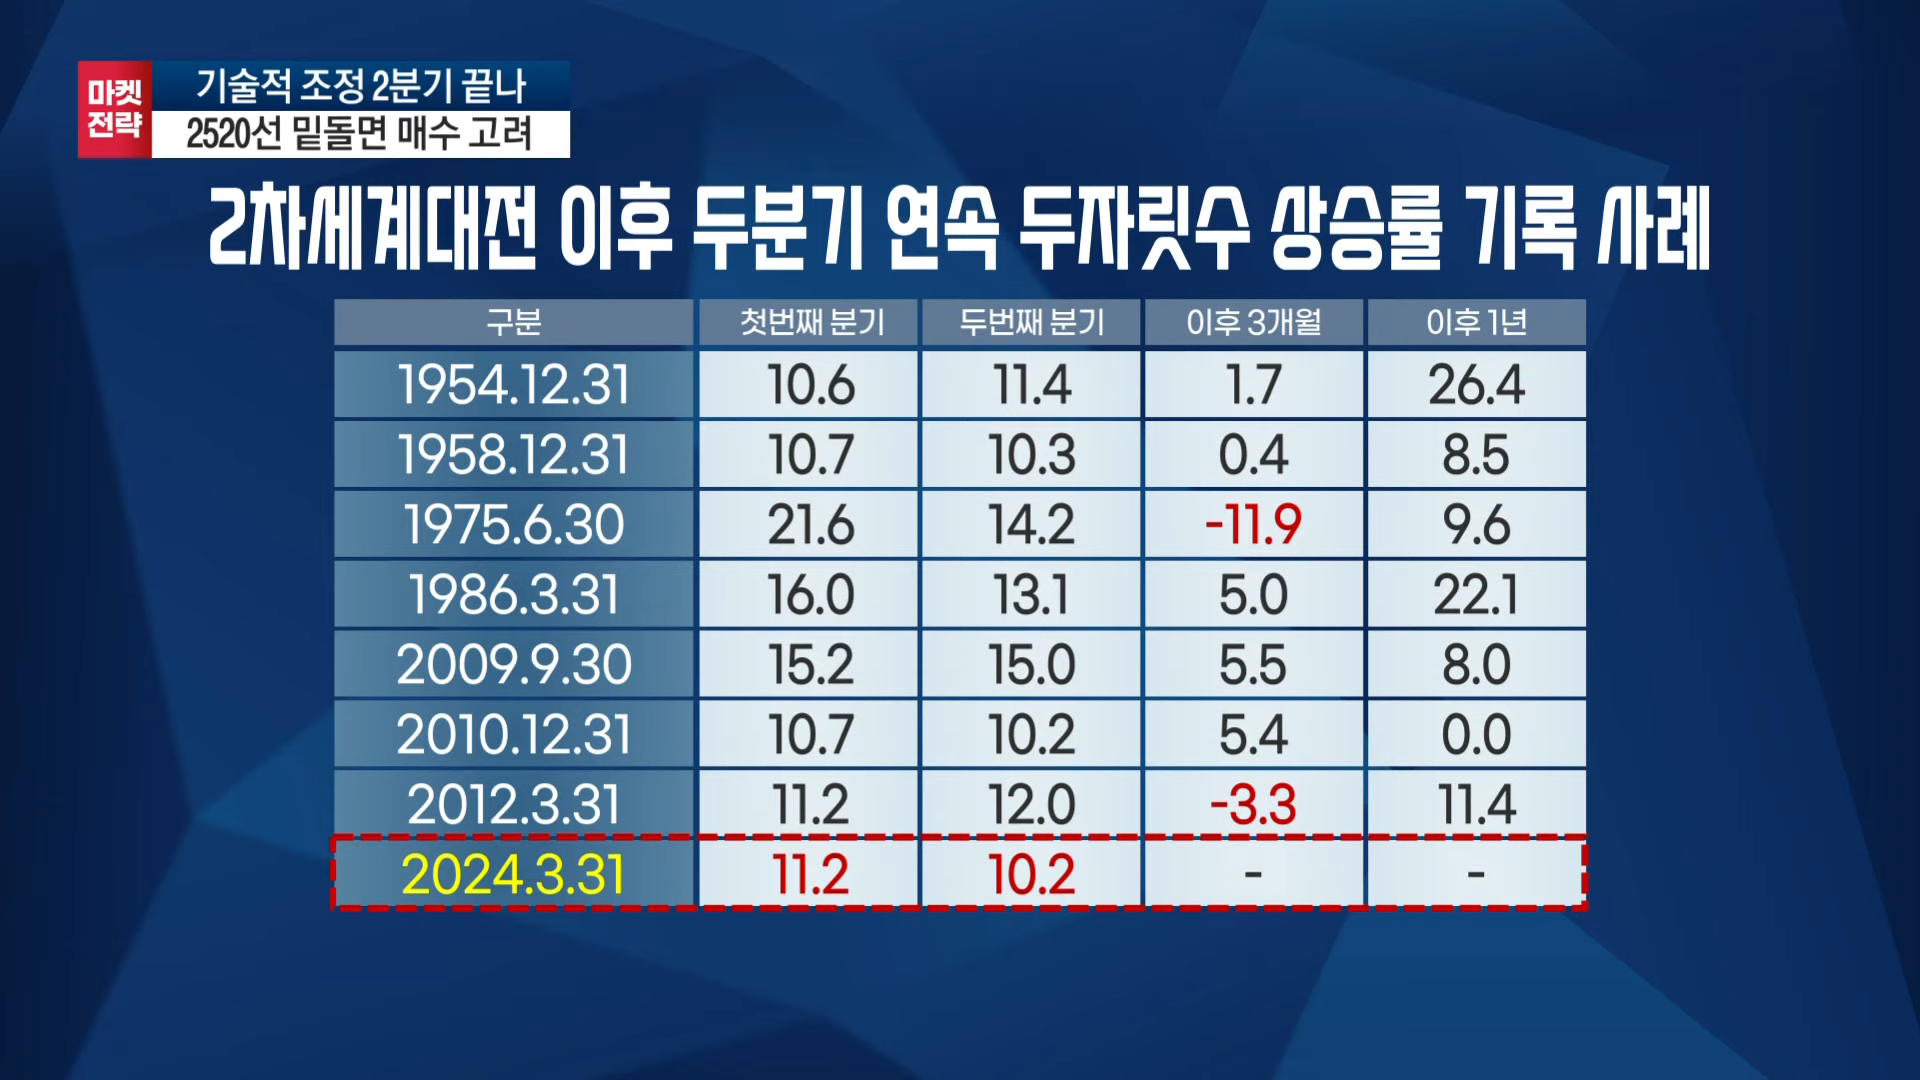 마켓
전략
기술적 조정 2분기 끝나
2520선 밑돌면 매수 고려
2차세계대전 이후 두분기 연속 두자릿수 상승률 기록 사례
구분 첫번째 분기 두번째 분기 이후 3개월 이후 1년
1954.12.31 10.6 11.4 1.7 26.4
1958.12.31 10.7 10.3 0.4 8.5
1975.6.30 21.6 14.2 -11.9 9.6
1986.3.31 16.0 13.1 5.0 22.1
2009.9.30 15.2 15.0 5.5 8.0
2010.12.31 10.7 10.2 5.4 0.0
2012.3.31 11.2 12.0 -3.3 11.4
2024.3.31 11.2 10.2 - -